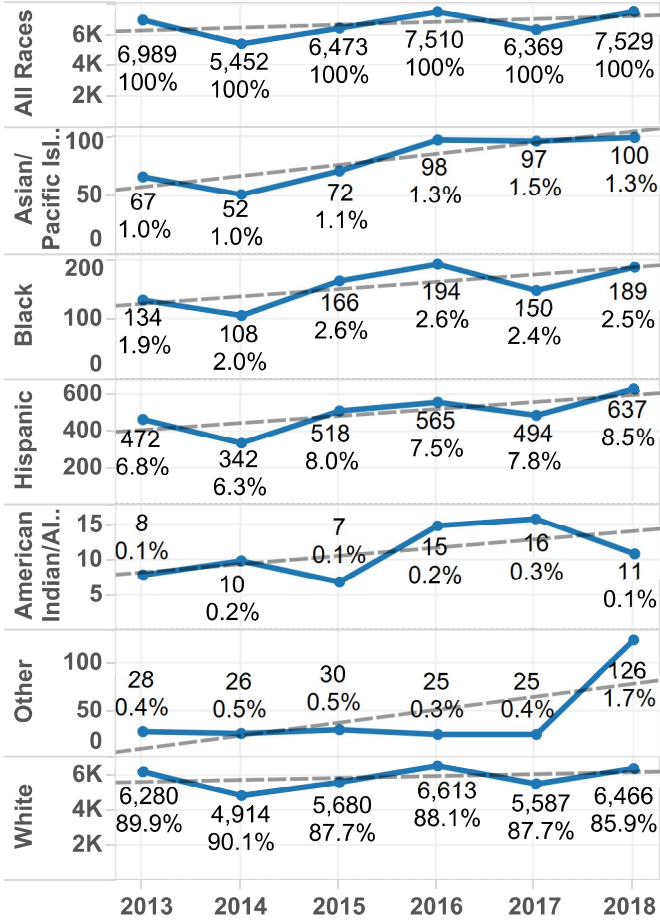 All Races
6K
4K
2K
6,989 5,452 6,473 7,510 6,369 7,529
100% 100% 100% 100% 100% 100%
Asian/
Pacific Isl..
100
50
0
67 52 72 98 97 100
1.0% 1.0% 1.1% 1.3% 1.5% 1.3%
Black
200
100
0
134 108 166 194 150 189
1.9% 2.0% 2.6% 2.6% 2.4% 2.5%
Hispanic
600
400
200
472 342 518 565 494 637
6.8% 6.3% 8.0% 7.5% 7.8% 8.5%
American
Indian/Al..
15
10
5
8 10 7 15 16 11
0.1% 0.2% 0.1% 0.2% 0.3% 0.1%
Other
100
50
0
28 26 30 25 25 126
0.4% 0.5% 0.5% 0.3% 0.4% 1.7%
White
6K
4K
2K
6,280 4,914 5,680 6,613 5,587 6,466
89.9% 90.1% 87.7% 88.1% 87.7% 85.9%
2013 2014 2015 2016 2017 2018